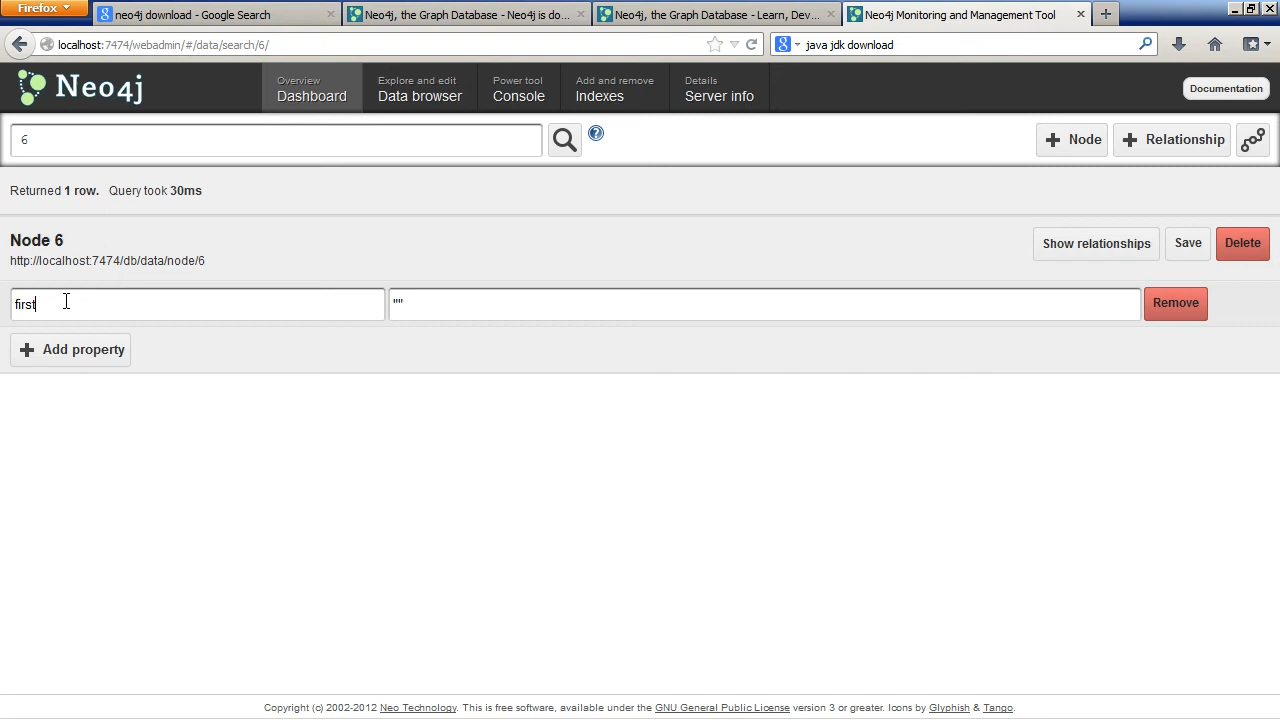 Firefox
neo4j download - Google Search
Neo4j, the Graph Database - Neo4j is do...
Neo4j, the Graph Database - Learn, Dev...
Neo4j Monitoring and Management Tool
localhost:7474/webadmin/#/data/search/6/
java jdk download
Neo4j
Overview
Dashboard
Explore and edit
Data browser
Power tool
Console
Add and remove
Indexes
Details
Server info
Documentation
6
Node
Relationship
Returned 1 row. Query took 30ms
Node 6
http://localhost:7474/db/data/node/6
Show relationships
Save
Delete
first
""
Remove
Add property
Copyright (c) 2002-2012 Neo Technology. This is free software, available under the GNU General Public License version 3 or greater. Icons by Glyphish & Tango.